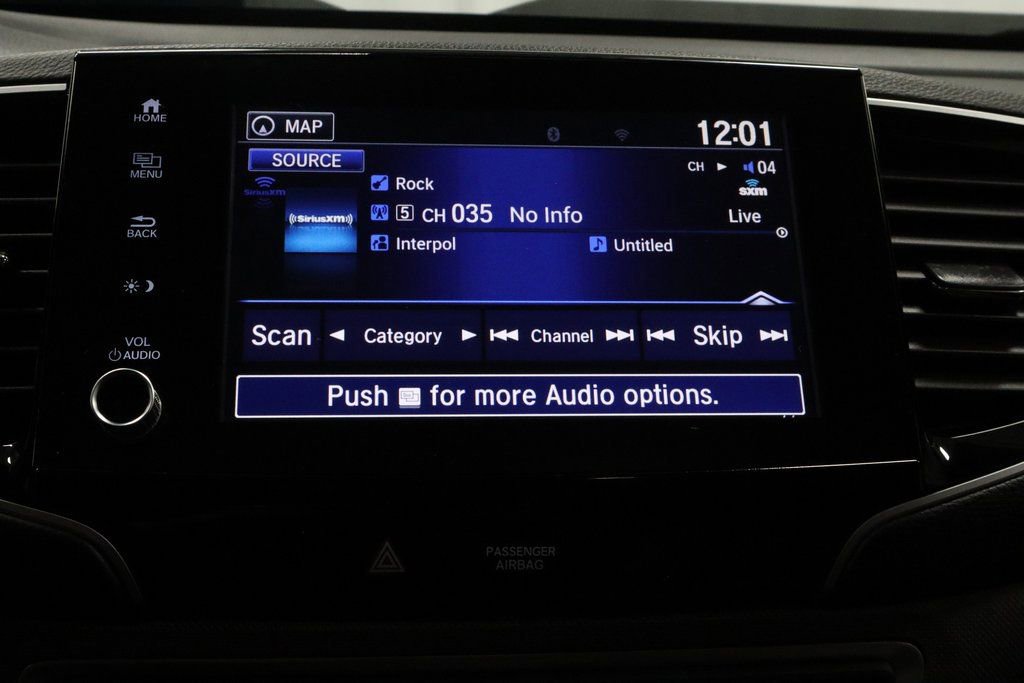 HOME
MENU
BACK
VOL
AUDIO
MAP
12:01
SOURCE
CH 04
SiriusXM
Rock
sxm
((SiriusXM))
5 CH 035 No Info
Live
Interpol
Untitled
Scan Category Channel Skip
Push for more Audio options.
PASSENGER
AIRBAG